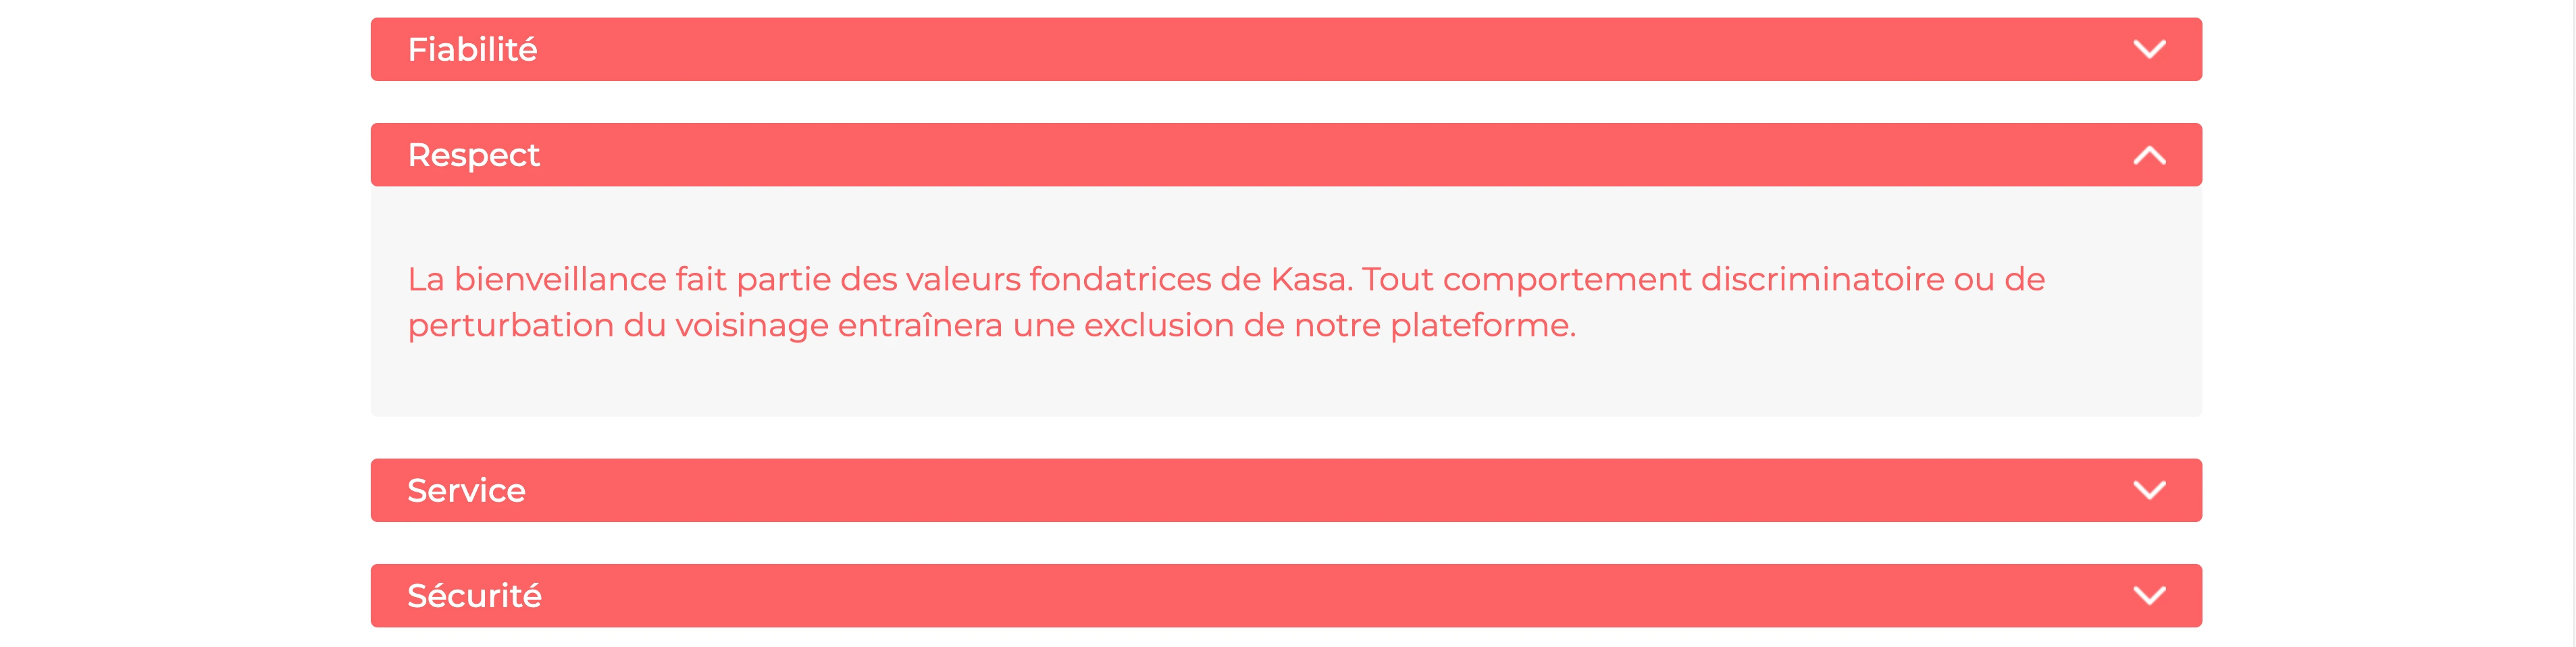 Fiabilité
Respect
La bienveillance fait partie des valeurs fondatrices de Kasa. Tout comportement discriminatoire ou de
perturbation du voisinage entraînera une exclusion de notre plateforme.
Service
Sécurité